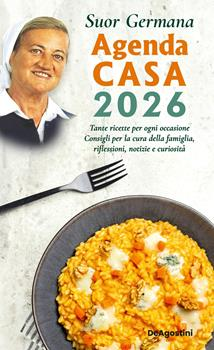 Suor Germana
Agenda
CASA
2026
Tante ricette per ogni occasione
Consigli per la cura della famiglia,
riflessioni, notizie e curiosità
DeAgostini